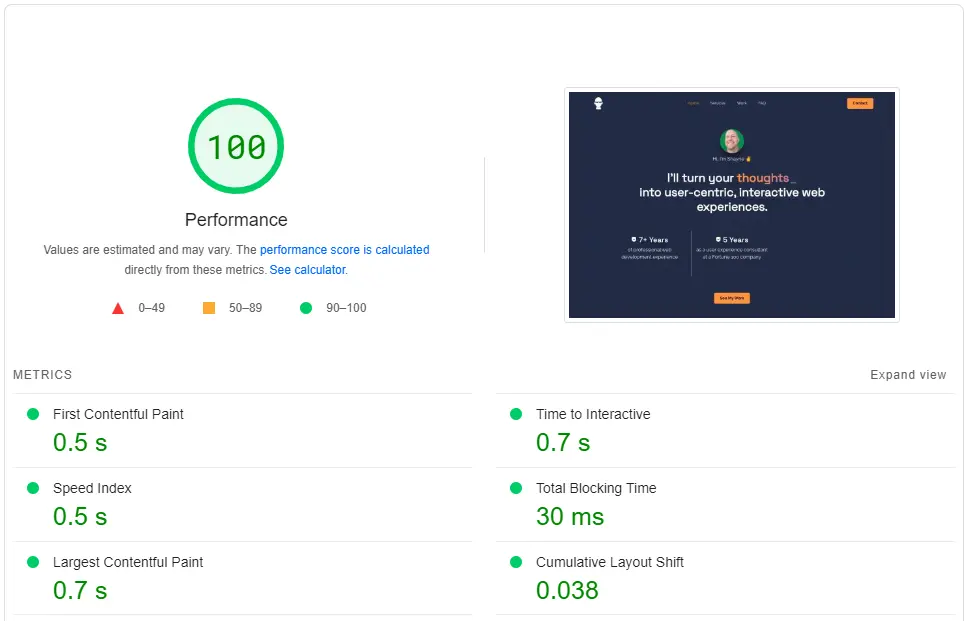 100
Performance
Values are estimated and may vary. The performance score is calculated
directly from these metrics. See calculator.
0–49 50–89 90–100
Home Services Work FAQ
Contact
Hi, I'm Shayne
I'll turn your thoughts_
into user-centric, interactive web
experiences.
7+ Years
of professional web
development experience
5 Years
as a user experience consultant
at a Fortune 500 company
See My Work
METRICS
Expand view
First Contentful Paint
0.5 s
Time to Interactive
0.7 s
Speed Index
0.5 s
Total Blocking Time
30 ms
Largest Contentful Paint
0.7 s
Cumulative Layout Shift
0.038